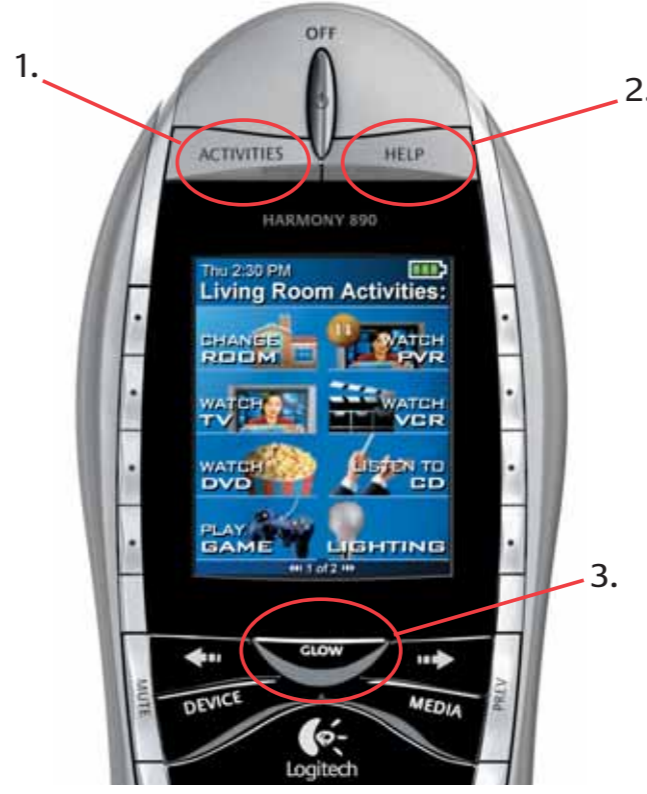 OFF
1.
2.
ACTIVITIES
HELP
HARMONY 890
Thu 2:30 PM
Living Room Activities:
CHANGE
ROOM
WATCH
PVR
WATCH
TV
WATCH
VCR
WATCH
DVD
LISTEN TO
CD
PLAY
GAME
LIGHTING
1 of 2
3.
GLOW
MUTE
DEVICE
MEDIA
PREV
Logitech